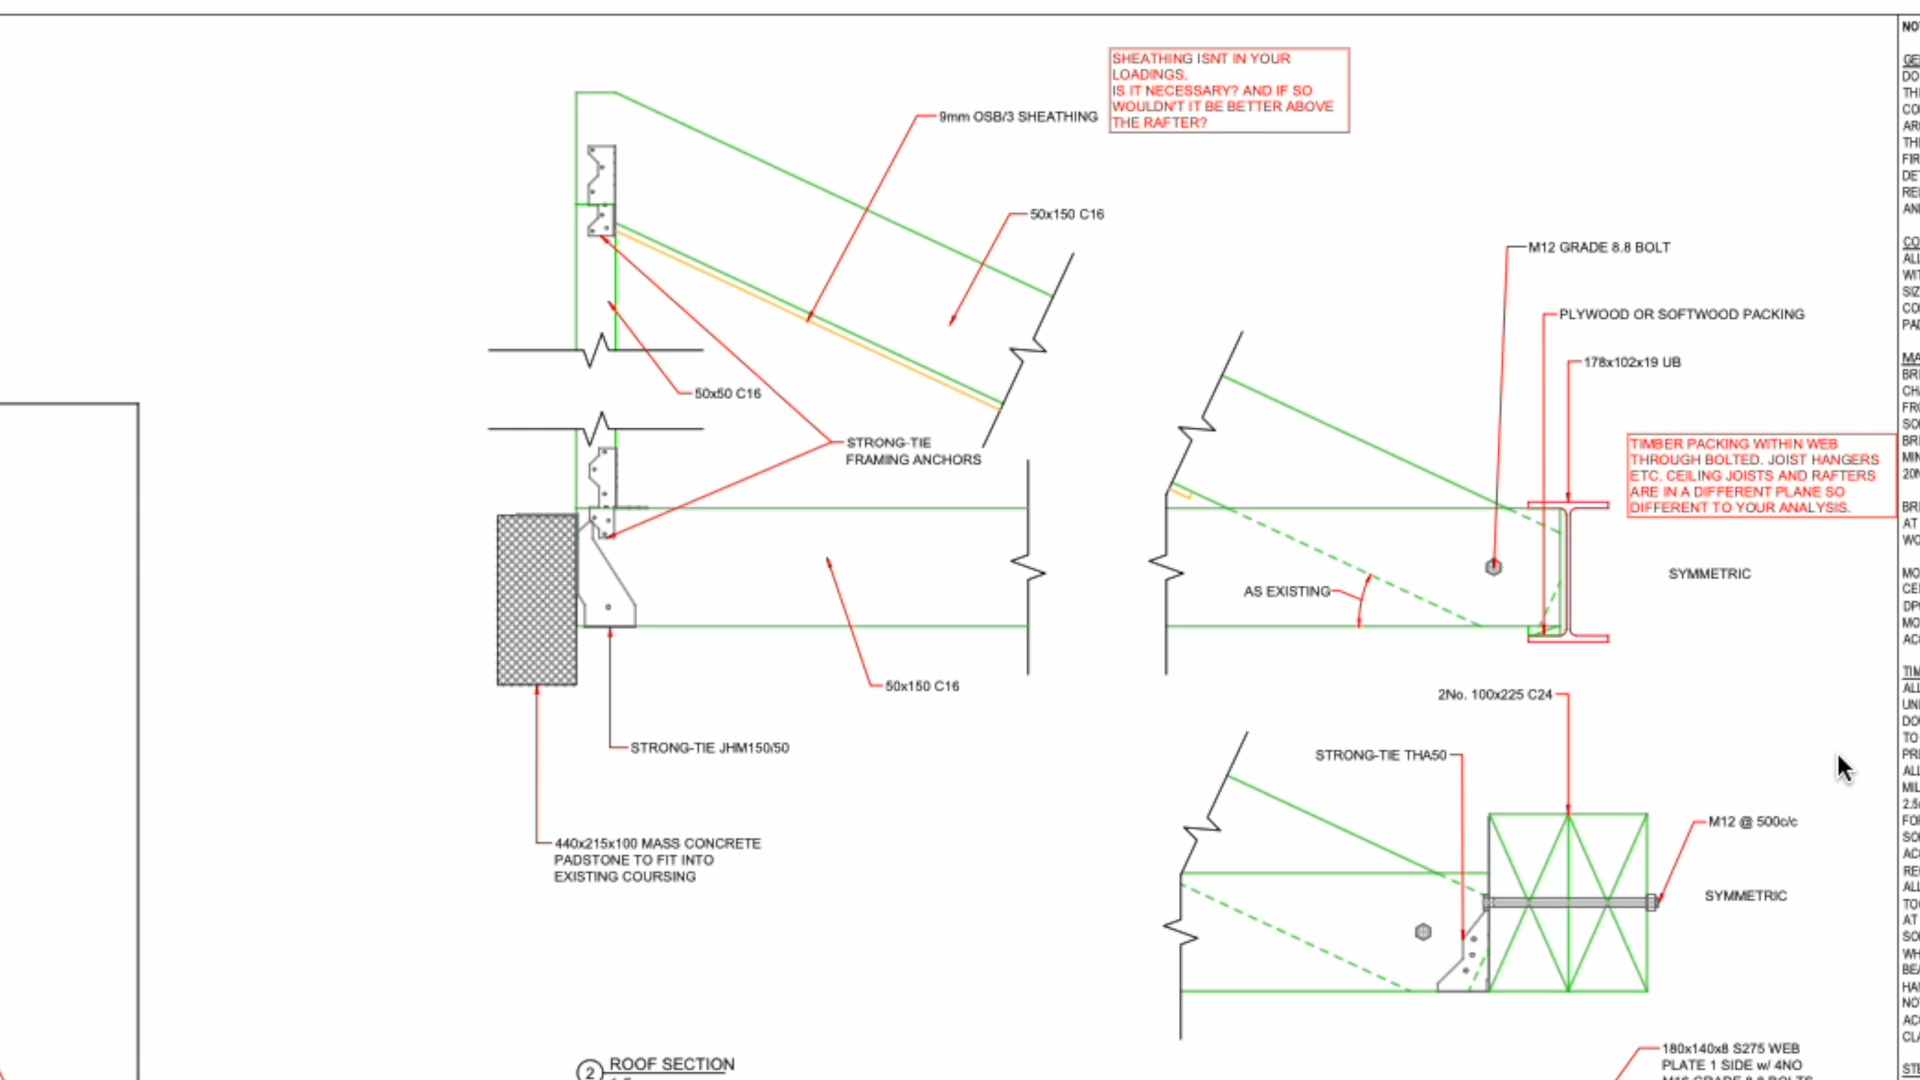 SHEATHING ISNT IN YOUR
LOADINGS.
IS IT NECESSARY? AND IF SO
WOULDN'T IT BE BETTER ABOVE
THE RAFTER?
9mm OSB/3 SHEATHING
50x150 C16
M12 GRADE 8.8 BOLT
PLYWOOD OR SOFTWOOD PACKING
178x102x19 UB
50x50 C16
STRONG-TIE
FRAMING ANCHORS
TIMBER PACKING WITHIN WEB
THROUGH BOLTED. JOIST HANGERS
ETC. CEILING JOISTS AND RAFTERS
ARE IN A DIFFERENT PLANE SO
DIFFERENT TO YOUR ANALYSIS.
SYMMETRIC
AS EXISTING
50x150 C16
2No. 100x225 C24
STRONG-TIE JHM150/50
STRONG-TIE THA50
M12 @ 500c/c
440x215x100 MASS CONCRETE
PADSTONE TO FIT INTO
EXISTING COURSING
SYMMETRIC
2 ROOF SECTION
180x140x8 S275 WEB
PLATE 1 SIDE w/ 4NO